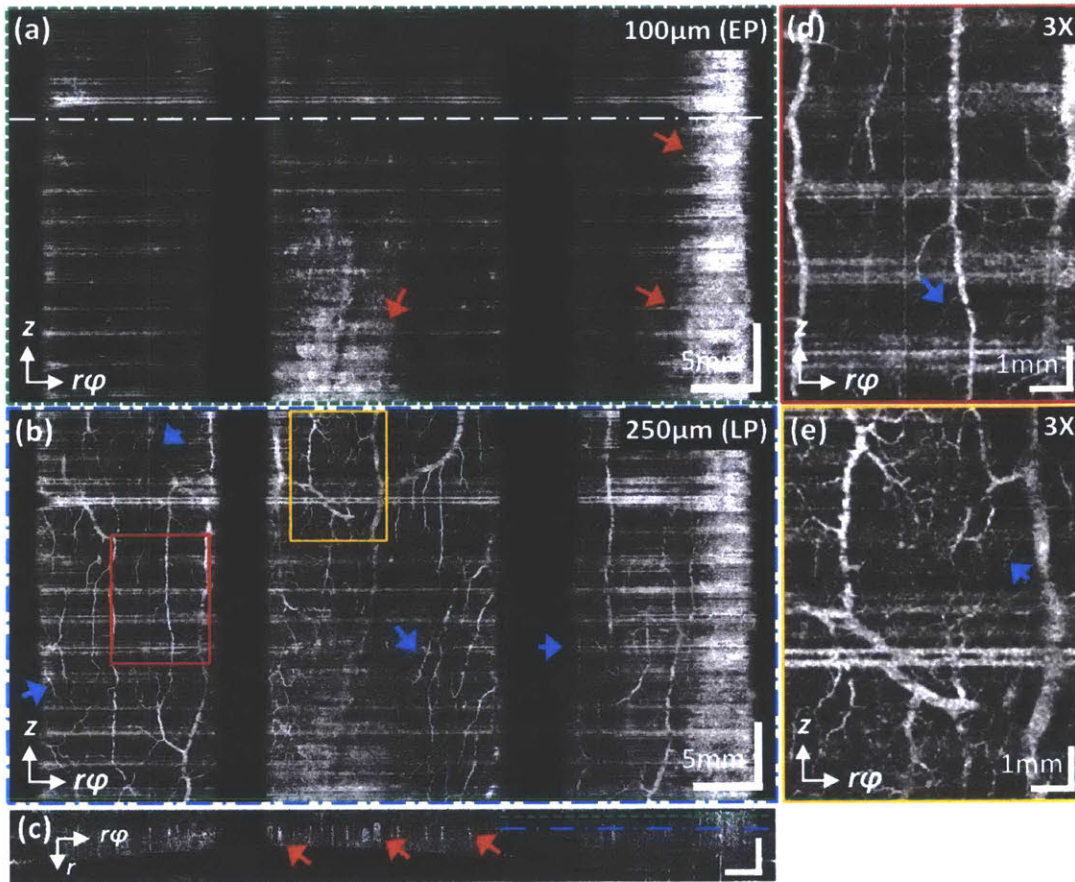 (a)
100μm (EP)
z
rφ
5mm
(b)
250μm (LP)
z
rφ
5mm
(c)
rφ
r
(d)
3X
z
rφ
1mm
(e)
3X
z
rφ
1mm